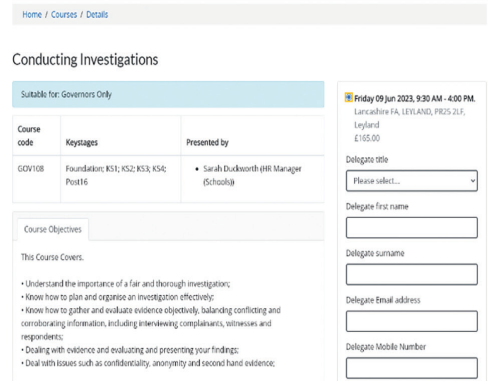 Home / Courses / Details
Conducting Investigations
Suitable for: Governors Only
Course
code
Keystages
Presented by
GOV108
Foundation; KS1; KS2; KS3; KS4;
Post16
• Sarah Duckworth (HR Manager
(Schools))
Course Objectives
This Course Covers.
• Understand the importance of a fair and thorough investigation;
• Know how to plan and organise an investigation
effectively;
• Know how to gather and evaluate evidence objectively, balancing conflicting and
corroborating information, including interviewing complainants, witnesses and
respondents;
• Dealing with evidence and evaluating and presenting your findings;
• Deal with issues such as confidentiality, anonymity and second hand evidence;
Friday 09 Jun 2023, 9:30 AM - 4:00 PM.
Lancashire FA, LEYLAND, PR25 2LF,
Leyland
£165.00
Delegate title
Please select...
Delegate first name
Delegate surname
Delegate Email address
Delegate Mobile Number